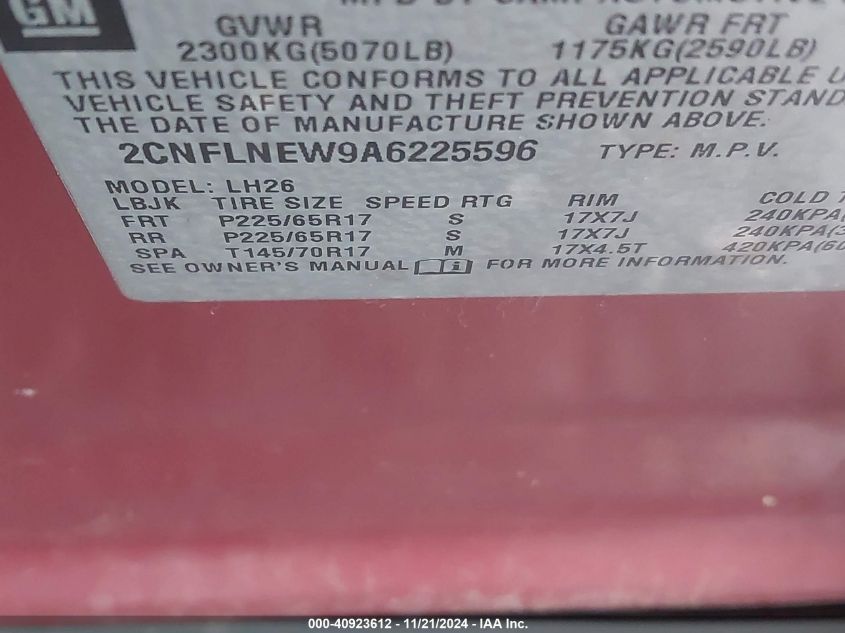 GM
GVWR GAWR FRT
2300KG(5070LB) 1175KG(2590LB)
THIS VEHICLE CONFORMS TO ALL APPLICABLE
VEHICLE SAFETY AND THEFT PREVENTION STAND
THE DATE OF MANUFACTURE SHOWN ABOVE.
2CNFLNEW9A6225596 TYPE: M.P.V.
MODEL: LH26
LBJK TIRE SIZE SPEED RTG RIM COLD
FRT P225/65R17 S 17X7J 240KPA(
RR P225/65R17 S 17X7J 240KPA(3
SPA T145/70R17 M 17X4.5T 420KPA(60
SEE OWNER'S MANUAL FOR MORE INFORMATION.
000-40923612 - 11/21/2024 - IAA Inc.